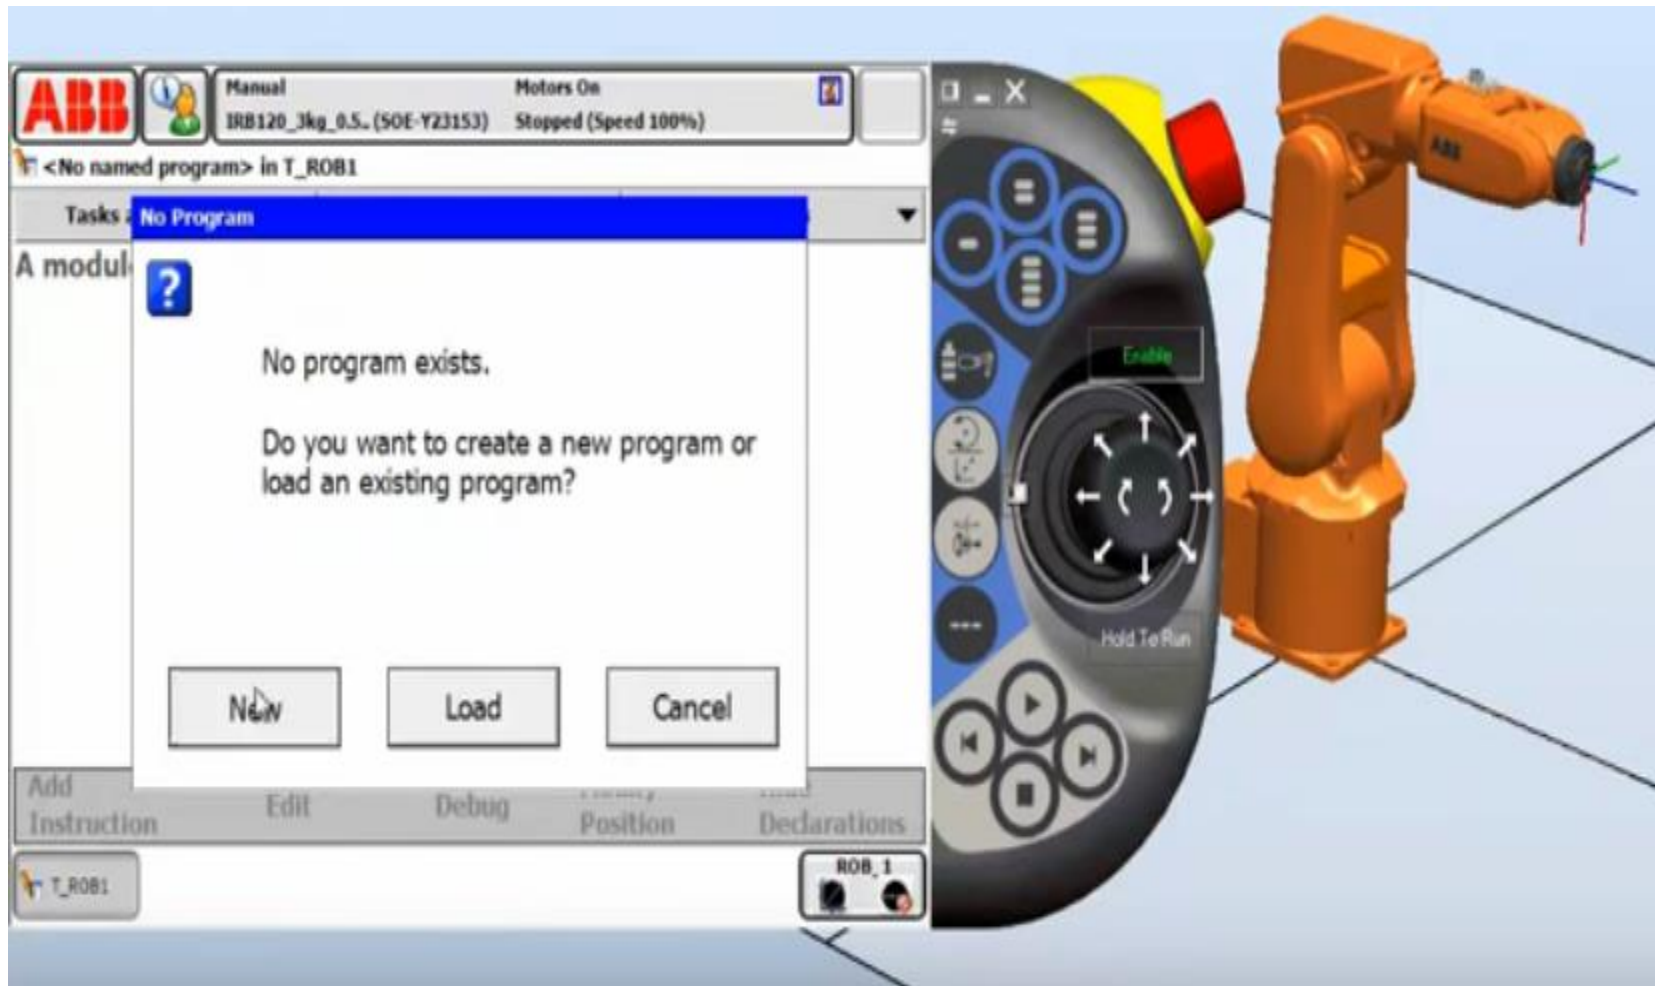 ABB
Manual
Motors On
IRB120_3kg_0.5.. (SOE-Y23153)
Stopped (Speed 100%)
<No named program> in T_ROB1
Tasks
No Program
A modul
?
No program exists.
Do you want to create a new program or
load an existing program?
New
Load
Cancel
Add
Instruction
Edit
Debug
Position
Declarations
T_ROB1
ROB_1
Enable
Hold To Run
ABB